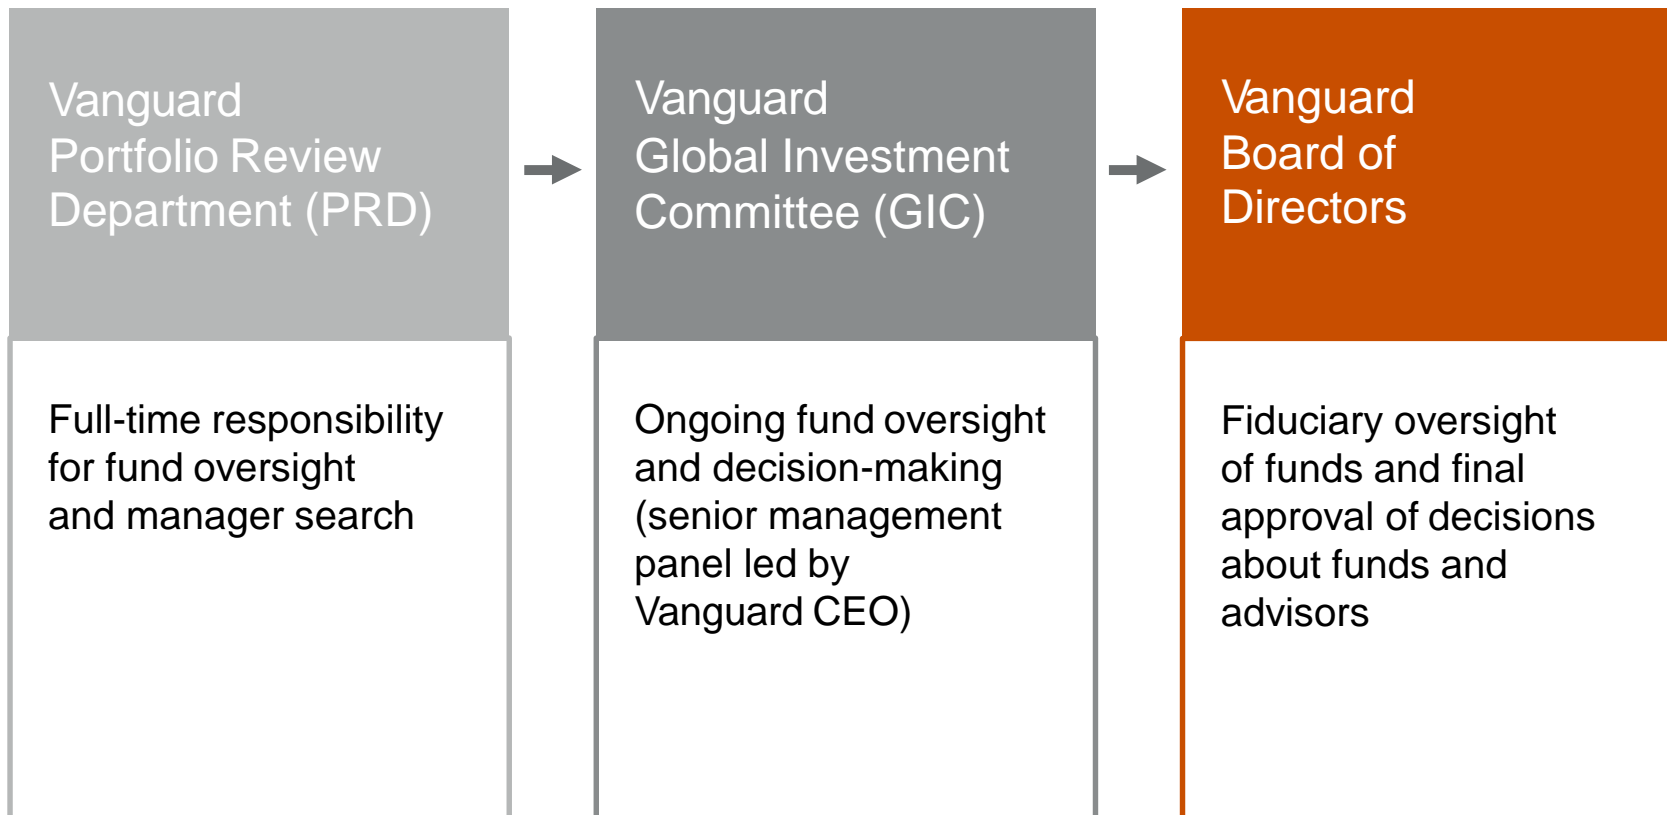 Vanguard
Portfolio Review
Department (PRD)
Vanguard
Global Investment
Committee (GIC)
Vanguard
Board of
Directors
Full-time responsibility
for fund oversight
and manager search
Ongoing fund oversight
and decision-making
(senior management
panel led by
Vanguard CEO)
Fiduciary oversight
of funds and final
approval of decisions
about funds and
advisors